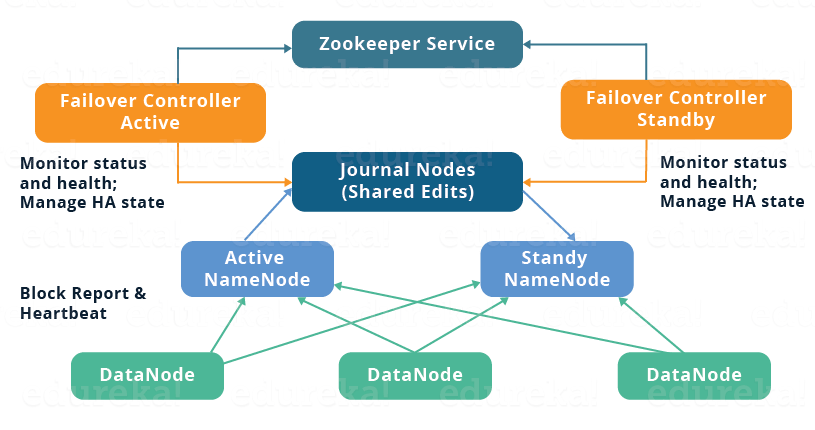 Zookeeper Service
Failover Controller
Active
Failover Controller
Standby
Monitor status
and health;
Manage HA state
Journal Nodes
(Shared Edits)
Monitor status
and health;
Manage HA state
Active
NameNode
Standy
NameNode
Block Report &
Heartbeat
DataNode
DataNode
DataNode
edureka!